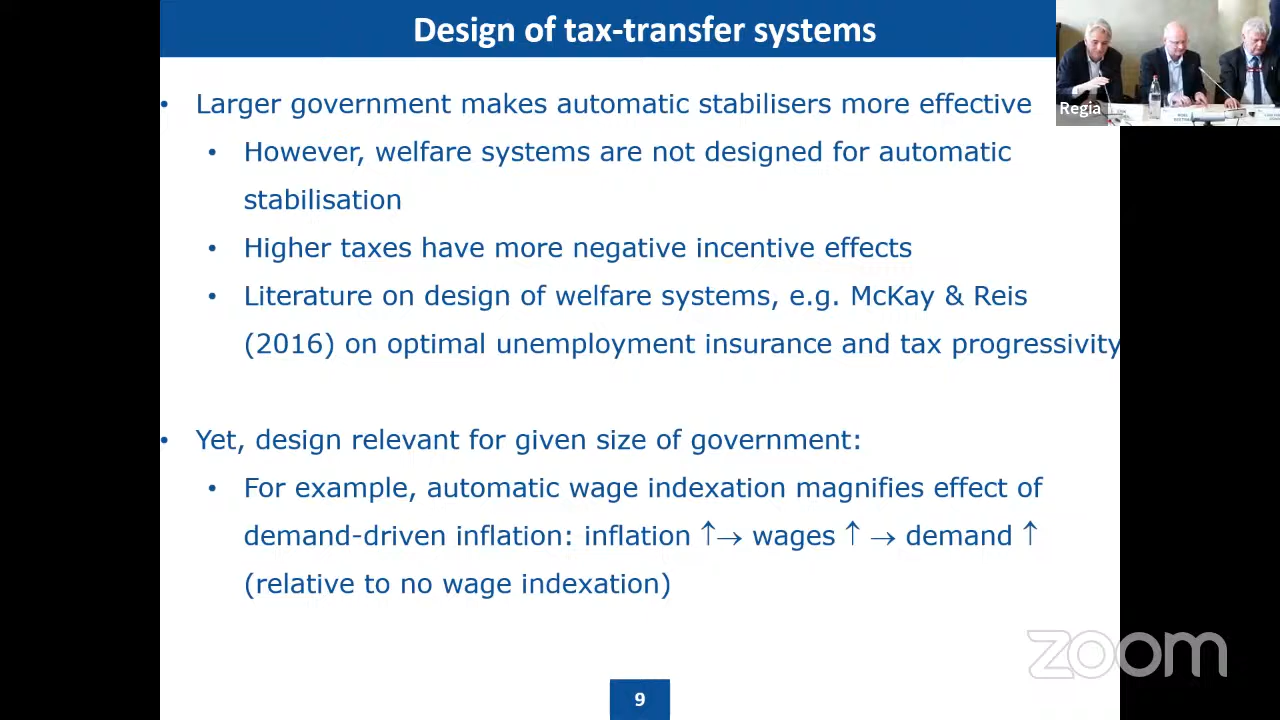 Design of tax-transfer systems
• Larger government makes automatic stabilisers more effective
• However, welfare systems are not designed for automatic
stabilisation
• Higher taxes have more negative incentive effects
• Literature on design of welfare systems, e.g. McKay & Reis
(2016) on optimal unemployment insurance and tax progressivity
• Yet, design relevant for given size of government:
• For example, automatic wage indexation magnifies effect of
demand-driven inflation: inflation ↑→ wages ↑ → demand ↑
(relative to no wage indexation)
9
Regia
zoom